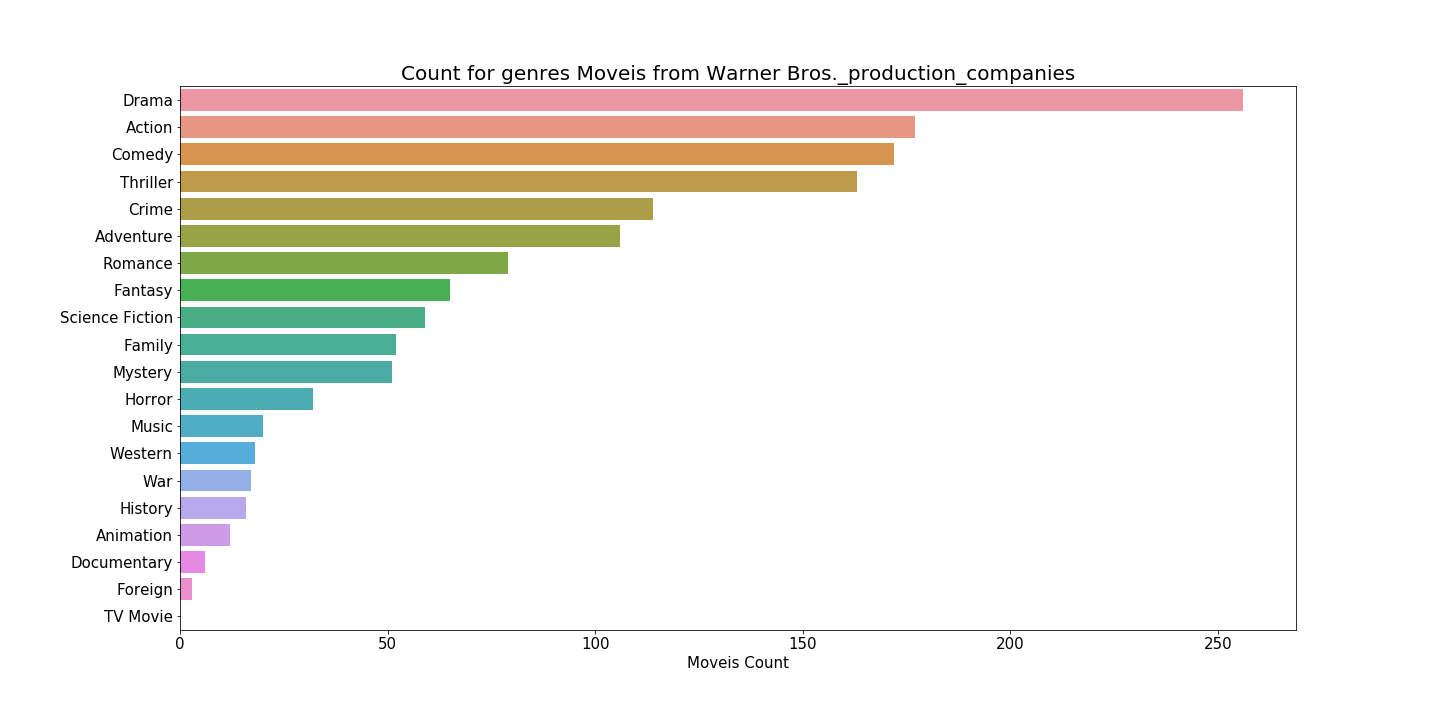 Count for genres Moveis from Warner Bros._production_companies
Drama
Action
Comedy
Thriller
Crime
Adventure
Romance
Fantasy
Science Fiction
Family
Mystery
Horror
Music
Western
War
History
Animation
Documentary
Foreign
TV Movie
0 50 100 150 200 250
Moveis Count